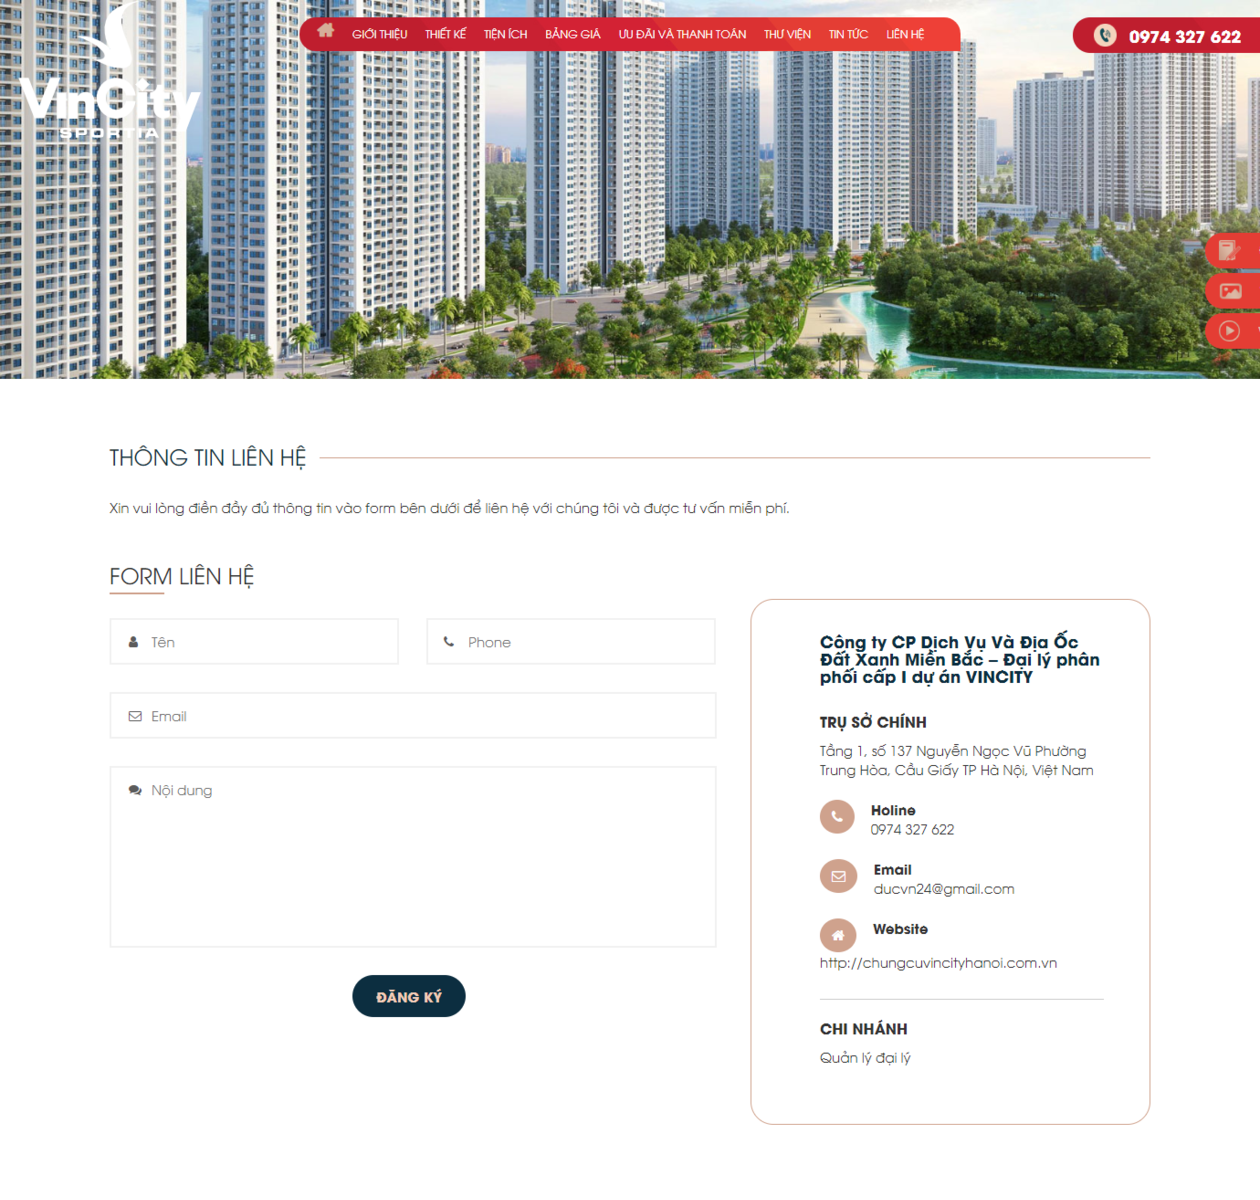 VinCity
SPORTIA
GIỚI THIỆU THIẾT KẾ TIỆN ÍCH BẢNG GIÁ ƯU ĐÃI VÀ THANH TOÁN THƯ VIỆN TIN TỨC LIÊN HỆ
0974 327 622
THÔNG TIN LIÊN HỆ
Xin vui lòng điền đầy đủ thông tin vào form bên dưới để liên hệ với chúng tôi và được tư vấn miễn phí.
FORM LIÊN HỆ
Tên
Phone
Email
Nội dung
ĐĂNG KÝ
Công ty CP Dịch Vụ Và Địa Ốc
Đất Xanh Miền Bắc – Đại lý phân
phối cấp I dự án VINCITY
TRỤ SỞ CHÍNH
Tầng 1, số 137 Nguyễn Ngọc Vũ Phường
Trung Hòa, Cầu Giấy TP Hà Nội, Việt Nam
Holine
0974 327 622
Email
ducvn24@gmail.com
Website
http://chungcuvincityhanoi.com.vn
CHI NHÁNH
Quản lý đại lý